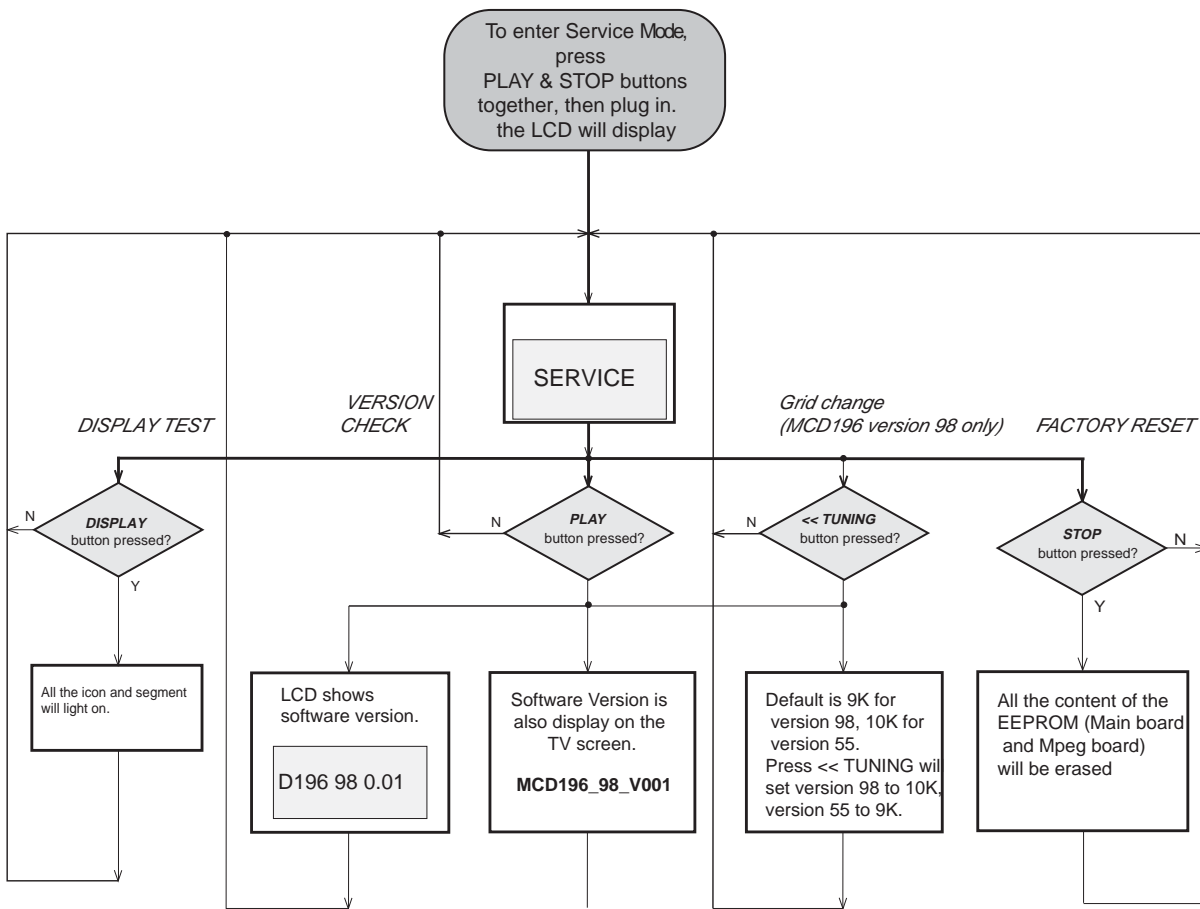 To enter Service Mode,
press
PLAY & STOP buttons
together, then plug in.
the LCD will display
SERVICE
DISPLAY TEST
VERSION
CHECK
Grid change
(MCD196 version 98 only)
FACTORY RESET
N
DISPLAY
button pressed?
Y
N
PLAY
button pressed?
N
<< TUNING
button pressed?
STOP
button pressed?
N
Y
All the icon and segment
will light on.
LCD shows
software version.
D196 98 0.01
Software Version is
also display on the
TV screen.
MCD196_98_V001
Default is 9K for
version 98, 10K for
version 55.
Press << TUNING will
set version 98 to 10K,
version 55 to 9K.
All the content of the
EEPROM (Main board
and Mpeg board)
will be erased